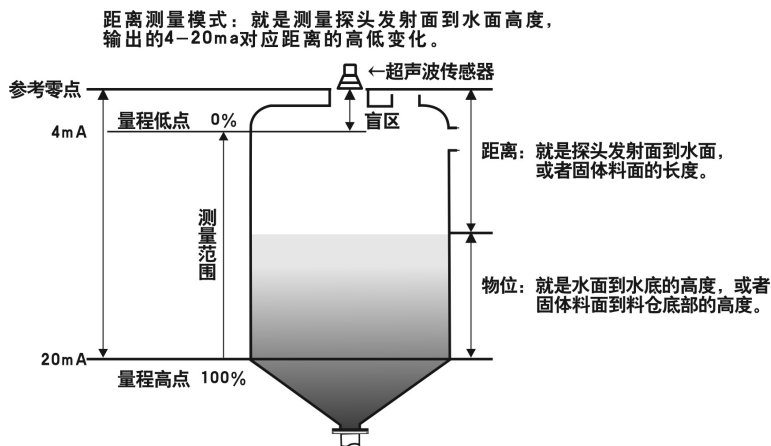 距离测量模式：就是测量探头发射面到水面高度，
输出的4-20ma对应距离的高低变化。
←超声波传感器
参考零点
量程低点 0%
盲区
4mA
距离：就是探头发射面到水面，
或者固体料面的长度。
测量范围
物位：就是水面到水底的高度，或者
固体料面到料仓底部的高度。
20mA
量程高点 100%